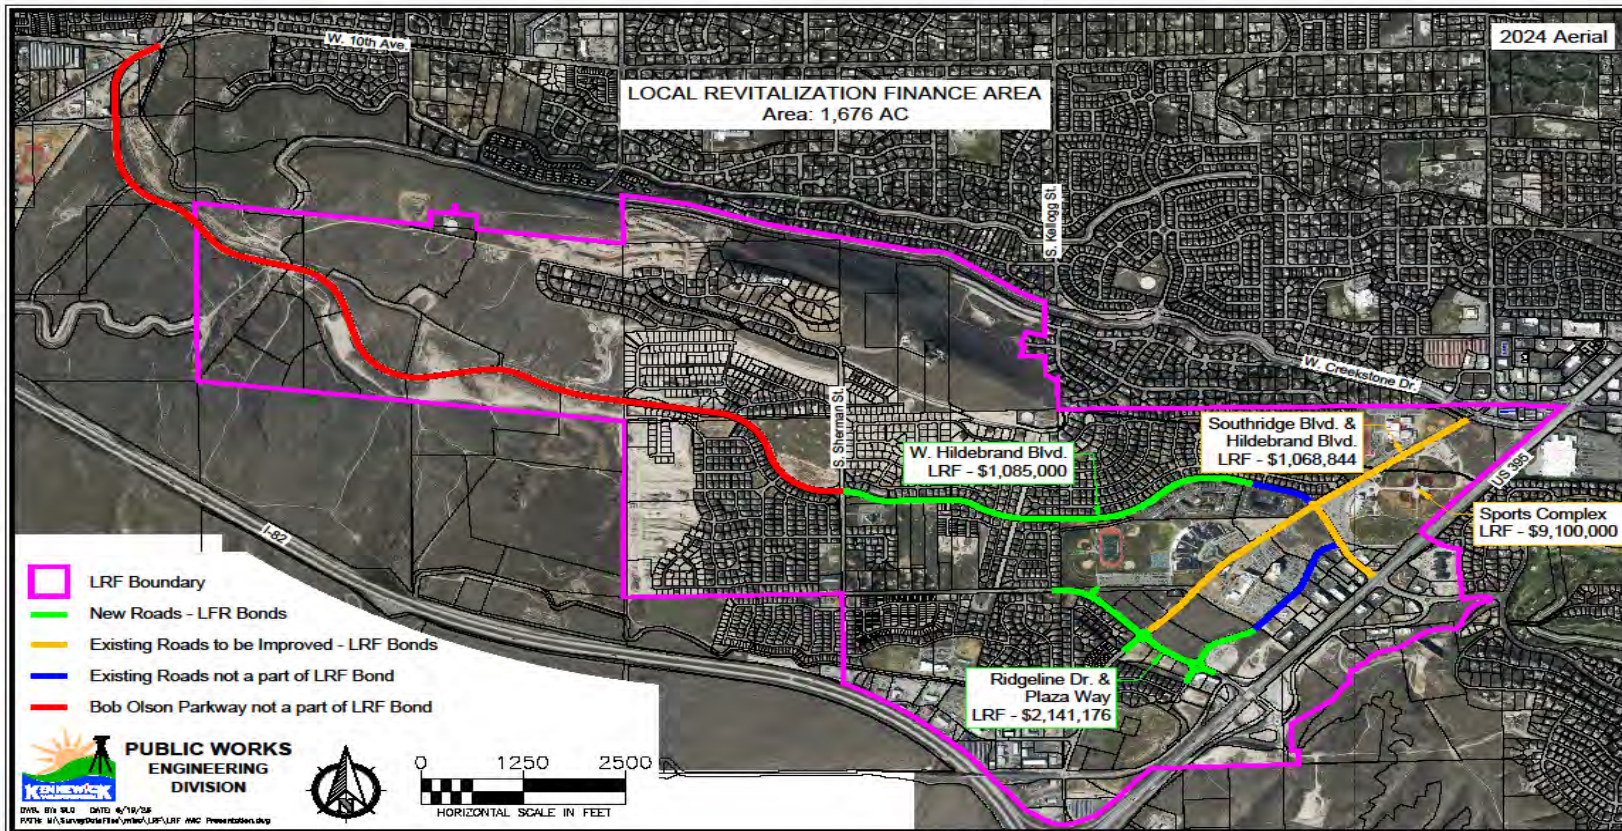 2024 Aerial
W. 10th Ave.
LOCAL REVITALIZATION FINANCE AREA
Area: 1,676 AC
S. Kellogg St.
W. Creekstone Dr.
S. Sherman St.
W. Hildebrand Blvd.
LRF - $1,085,000
Southridge Blvd. &
Hildebrand Blvd.
LRF - $1,068,844
US 395
Sports Complex
LRF - $9,100,000
I-82
Ridgeline Dr. &
Plaza Way
LRF - $2,141,176
LRF Boundary
New Roads - LFR Bonds
Existing Roads to be Improved - LRF Bonds
Existing Roads not a part of LRF Bond
Bob Olson Parkway not a part of LRF Bond
KENNEWICK
PUBLIC WORKS
ENGINEERING
DIVISION
N
0 1250 2500
HORIZONTAL SCALE IN FEET